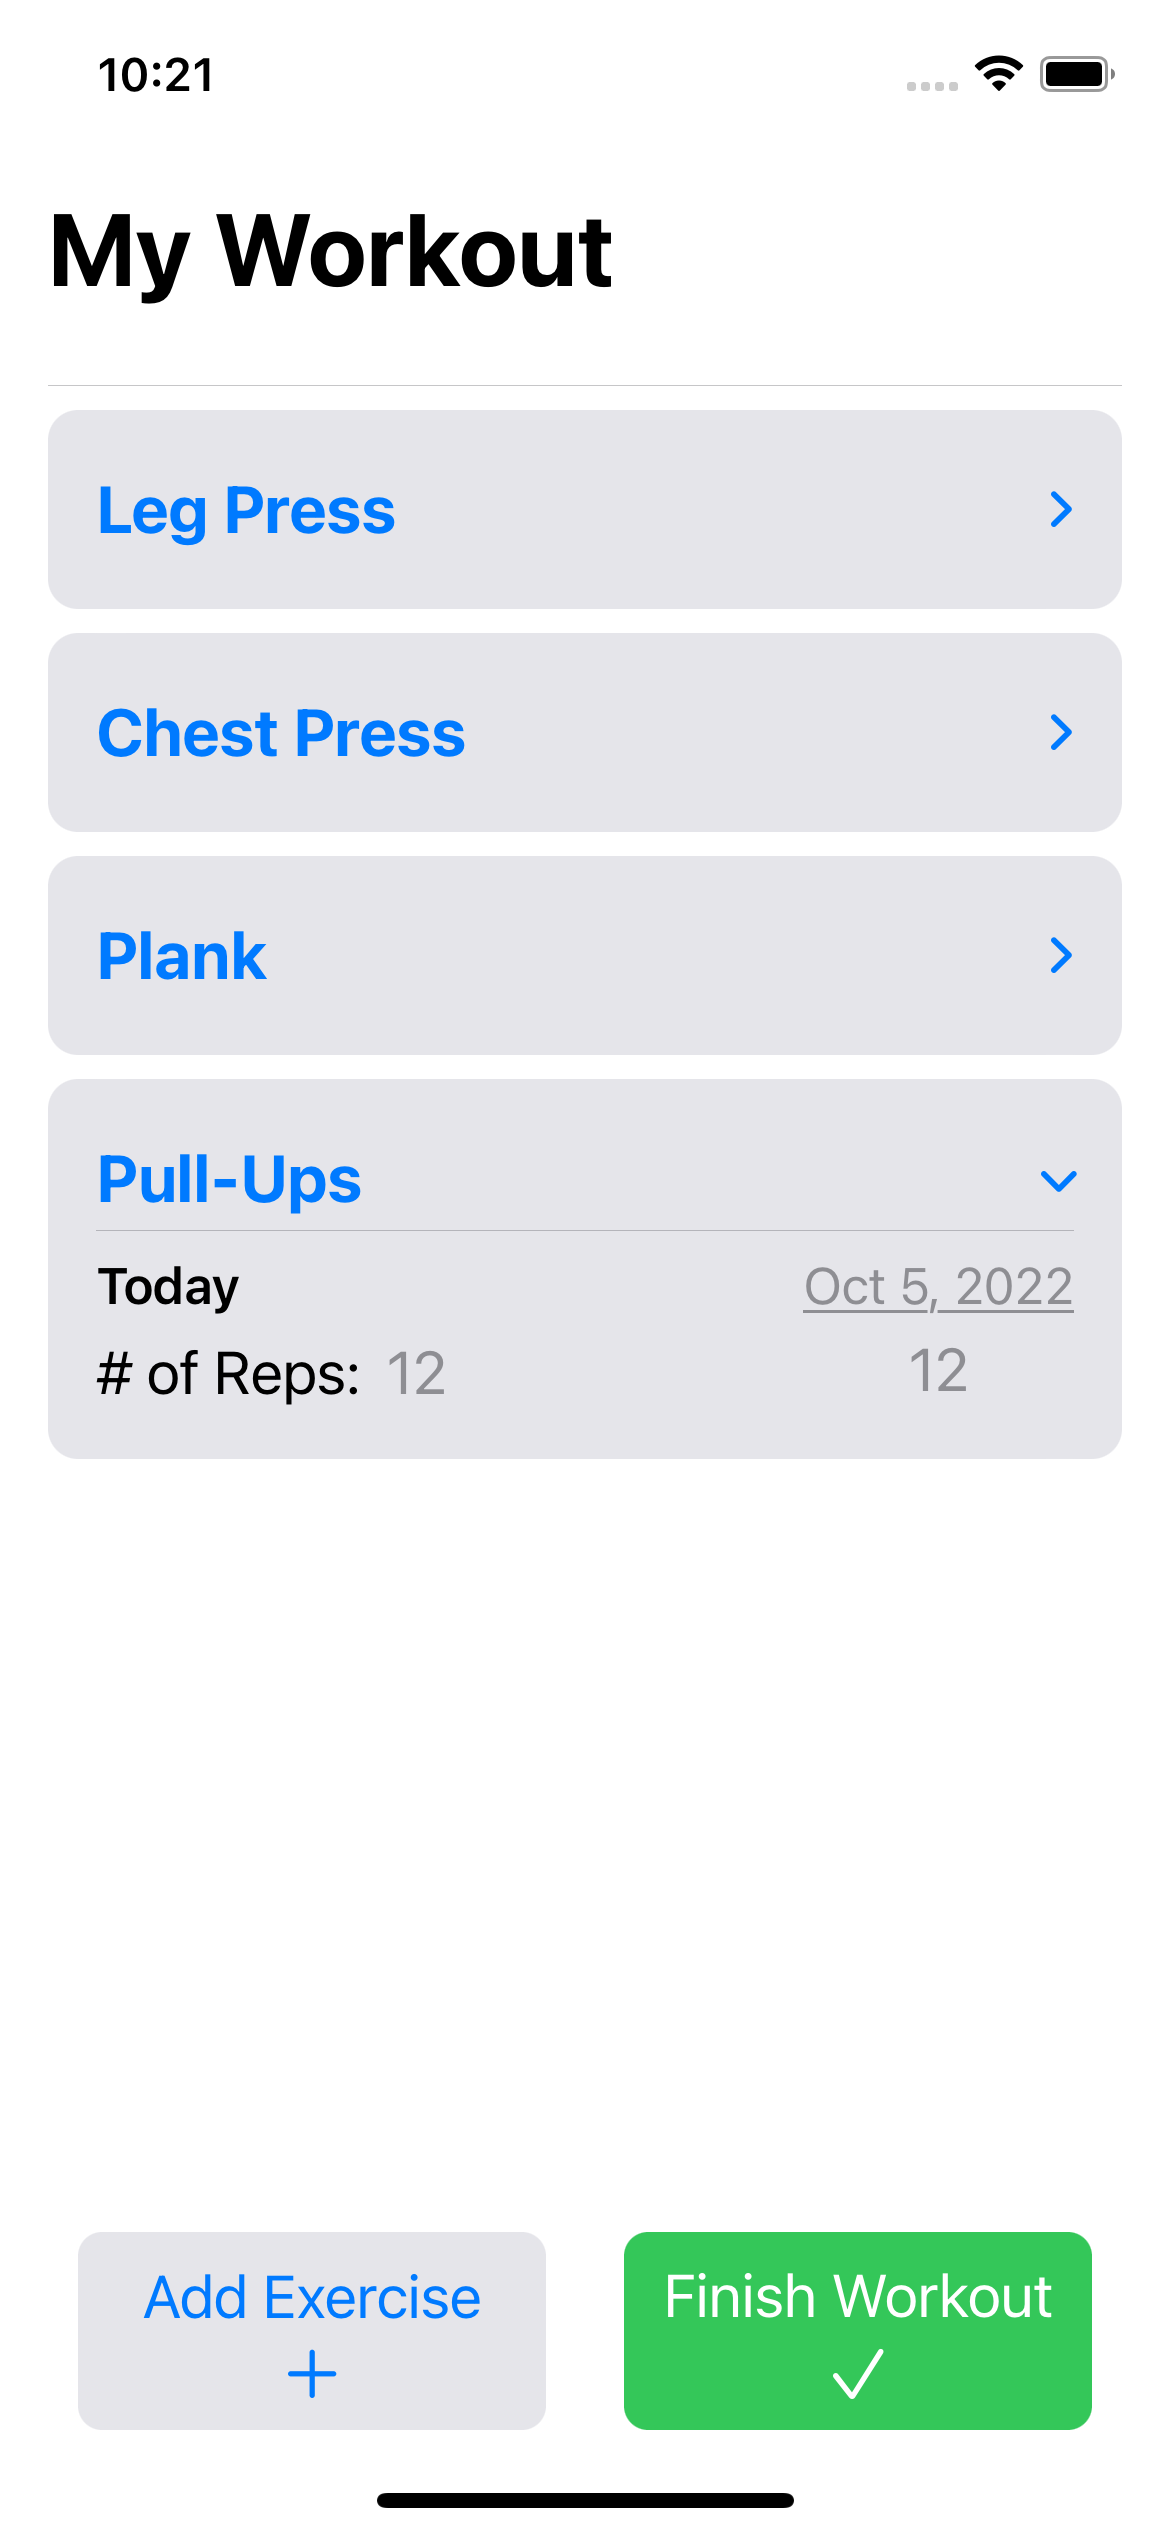 10:21
My Workout
Leg Press
Chest Press
Plank
Pull-Ups
Today Oct 5, 2022
# of Reps: 12 12
Add Exercise
Finish Workout